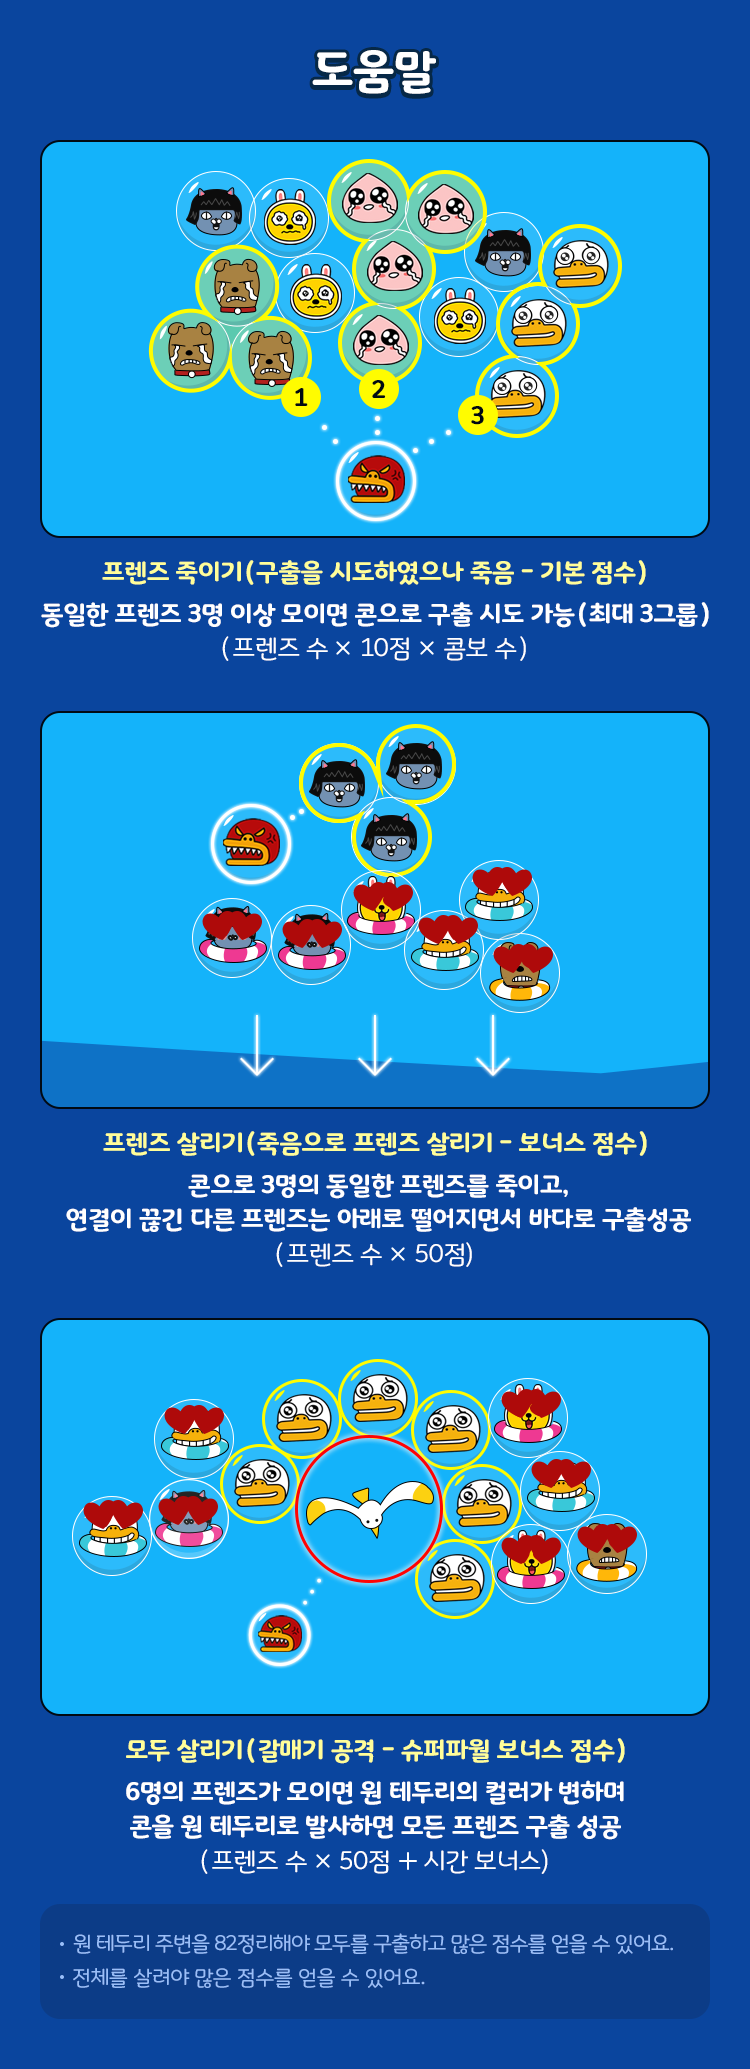 도움말
1
2
3
프렌즈 죽이기(구출을 시도하였으나 죽음 - 기본 점수)
동일한 프렌즈 3명 이상 모이면 콘으로 구출 시도 가능(최대 3그룹)
(프렌즈 수 × 10점 × 콤보 수)
프렌즈 살리기(죽음으로 프렌즈 살리기 - 보너스 점수)
콘으로 3명의 동일한 프렌즈를 죽이고,
연결이 끊긴 다른 프렌즈는 아래로 떨어지면서 바다로 구출성공
(프렌즈 수 × 50점)
모두 살리기(갈매기 공격 - 슈퍼파월 보너스 점수)
6명의 프렌즈가 모이면 원 테두리의 컬러가 변하며
콘을 원 테두리로 발사하면 모든 프렌즈 구출 성공
(프렌즈 수 × 50점 + 시간 보너스)
• 원 테두리 주변을 82정리해야 모두를 구출하고 많은 점수를 얻을 수 있어요.
• 전체를 살려야 많은 점수를 얻을 수 있어요.